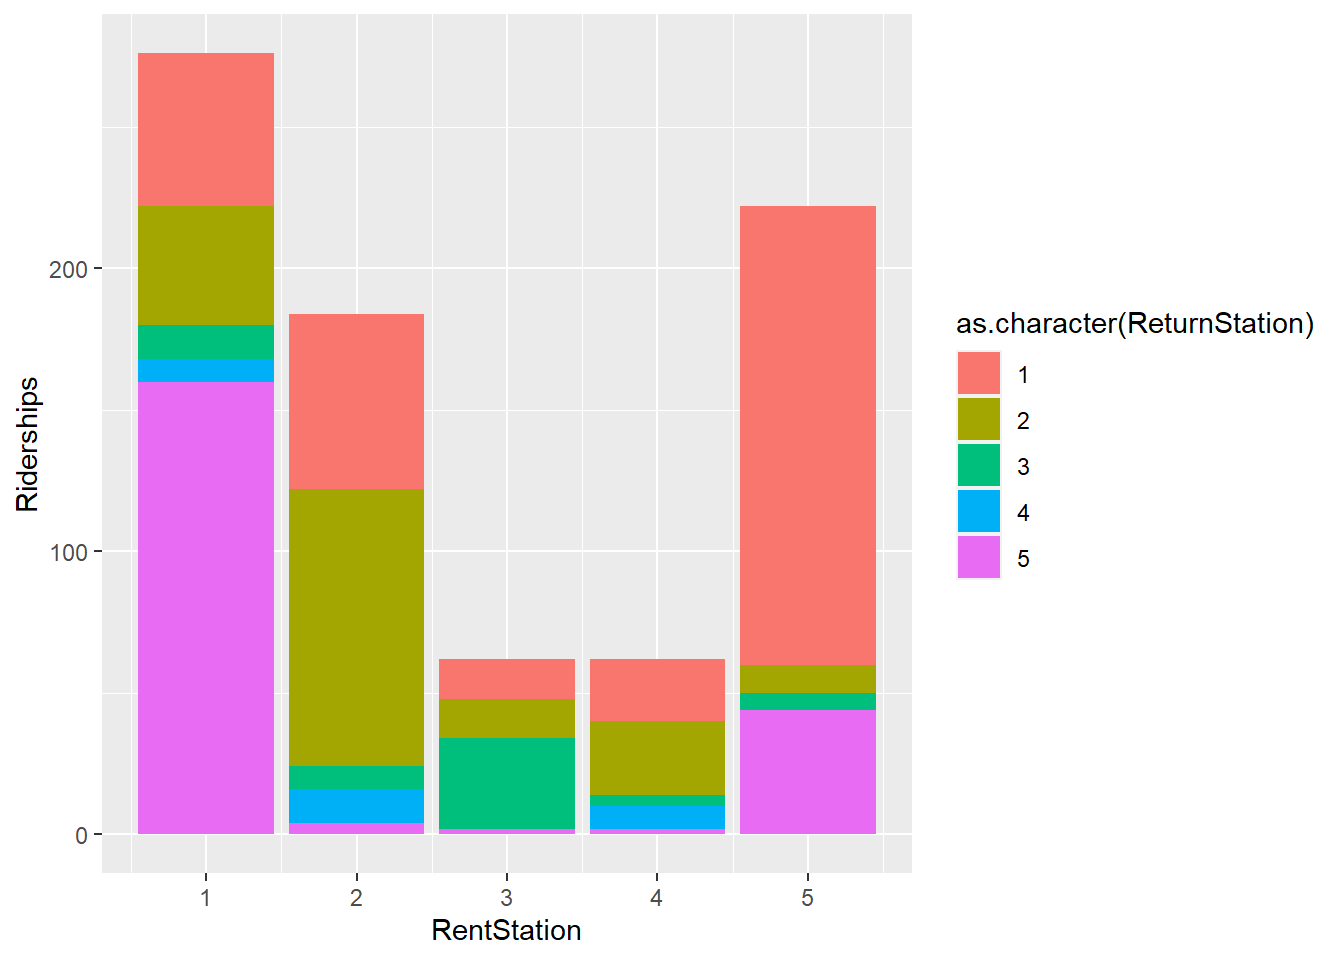 Riderships
200
100
0
1 2 3 4 5
RentStation
as.character(ReturnStation)
1
2
3
4
5